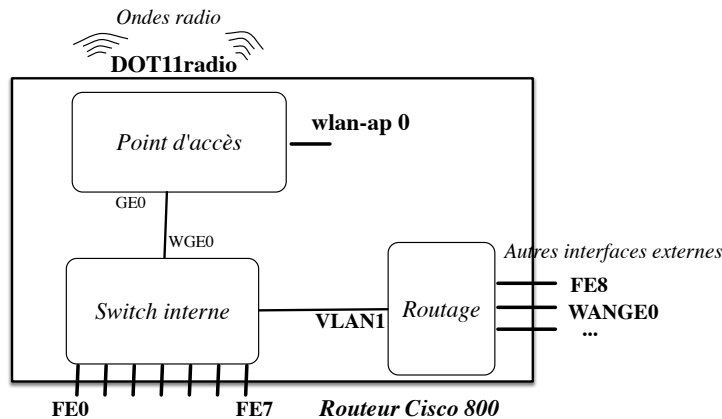 Ondes radio
DOT11radio
Point d'accès
wlan-ap 0
GE0
WGE0
Autres interfaces externes
Switch interne
VLAN1
Routage
FE8
WANGE0
...
FE0
FE7
Routeur Cisco 800